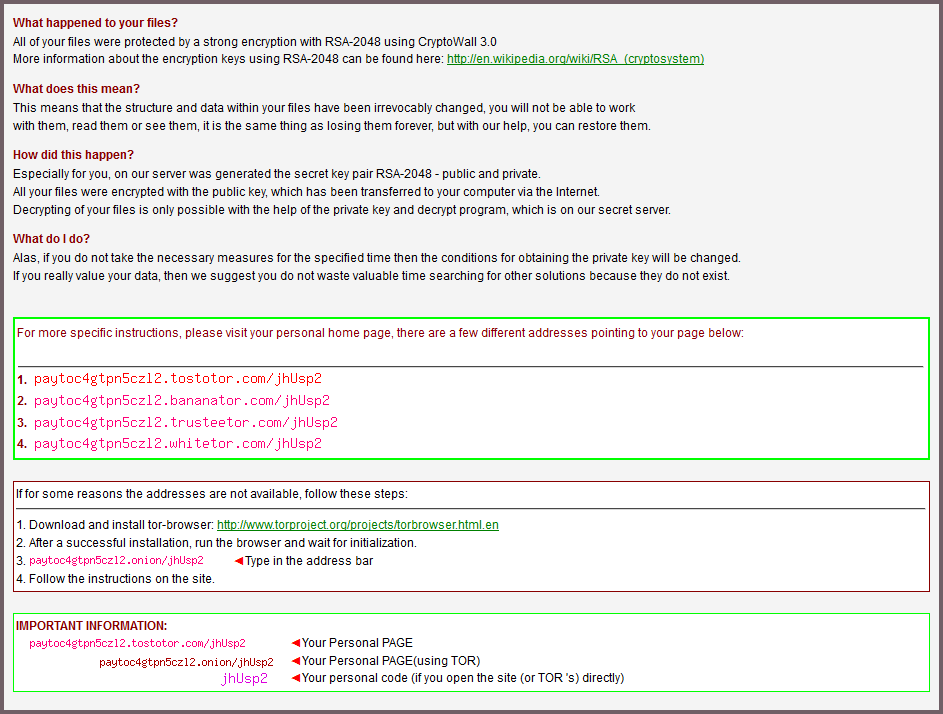 What happened to your files?
All of your files were protected by a strong encryption with RSA-2048 using CryptoWall 3.0
More information about the encryption keys using RSA-2048 can be found here: http://en.wikipedia.org/wiki/RSA_(cryptosystem)
What does this mean?
This means that the structure and data within your files have been irrevocably changed, you will not be able to work
with them, read them or see them, it is the same thing as losing them forever, but with our help, you can restore them.
How did this happen?
Especially for you, on our server was generated the secret key pair RSA-2048 - public and private.
All your files were encrypted with the public key, which has been transferred to your computer via the Internet.
Decrypting of your files is only possible with the help of the private key and decrypt program, which is on our secret server.
What do I do?
Alas, if you do not take the necessary measures for the specified time then the conditions for obtaining the private key will be changed.
If you really value your data, then we suggest you do not waste valuable time searching for other solutions because they do not exist.
For more specific instructions, please visit your personal home page, there are a few different addresses pointing to your page below:
1. paytoc4gtpn5czl2.tostotor.com/jhUsp2
2. paytoc4gtpn5czl2.bananator.com/jhUsp2
3. paytoc4gtpn5czl2.trusteetor.com/jhUsp2
4. paytoc4gtpn5czl2.whitetor.com/jhUsp2
If for some reasons the addresses are not available, follow these steps:
1. Download and install tor-browser: http://www.torproject.org/projects/torbrowser.html.en
2. After a successful installation, run the browser and wait for initialization.
3. paytoc4gtpn5czl2.onion/jhUsp2 ◄Type in the address bar
4. Follow the instructions on the site.
IMPORTANT INFORMATION:
paytoc4gtpn5czl2.tostotor.com/jhUsp2 ◄Your Personal PAGE
paytoc4gtpn5czl2.onion/jhUsp2 ◄Your Personal PAGE(using TOR)
jhUsp2 ◄Your personal code (if you open the site (or TOR 's) directly)